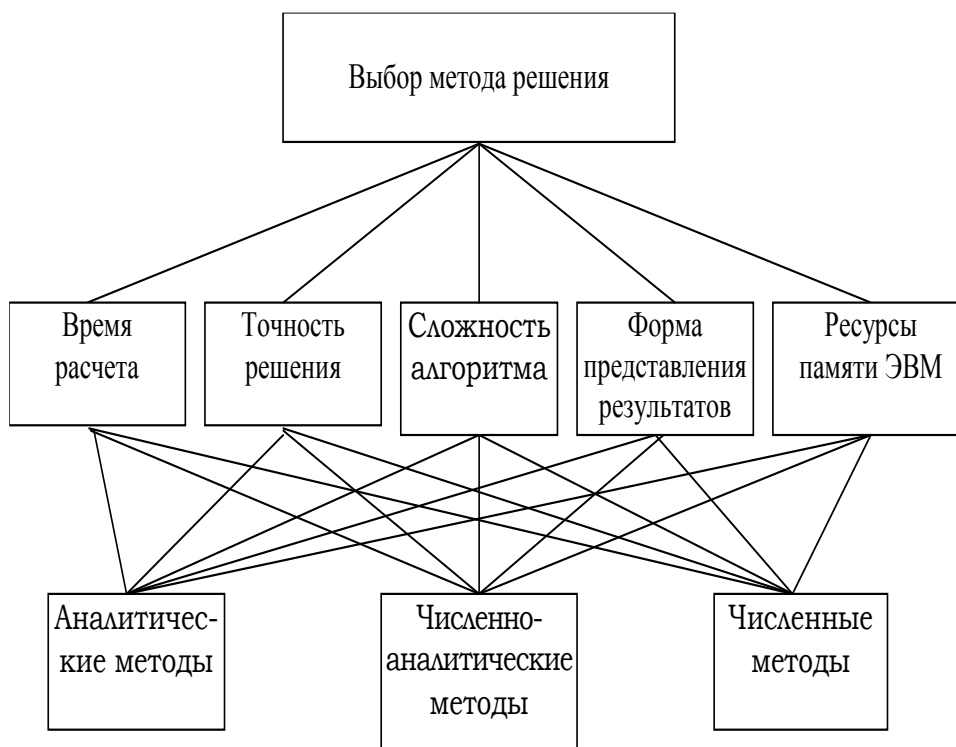 Выбор метода решения
Время
расчета
Точность
решения
Сложность
алгоритма
Форма
представления
результатов
Ресурсы
памяти ЭВМ
Аналитичес-
кие методы
Численно-
аналитические
методы
Численные
методы